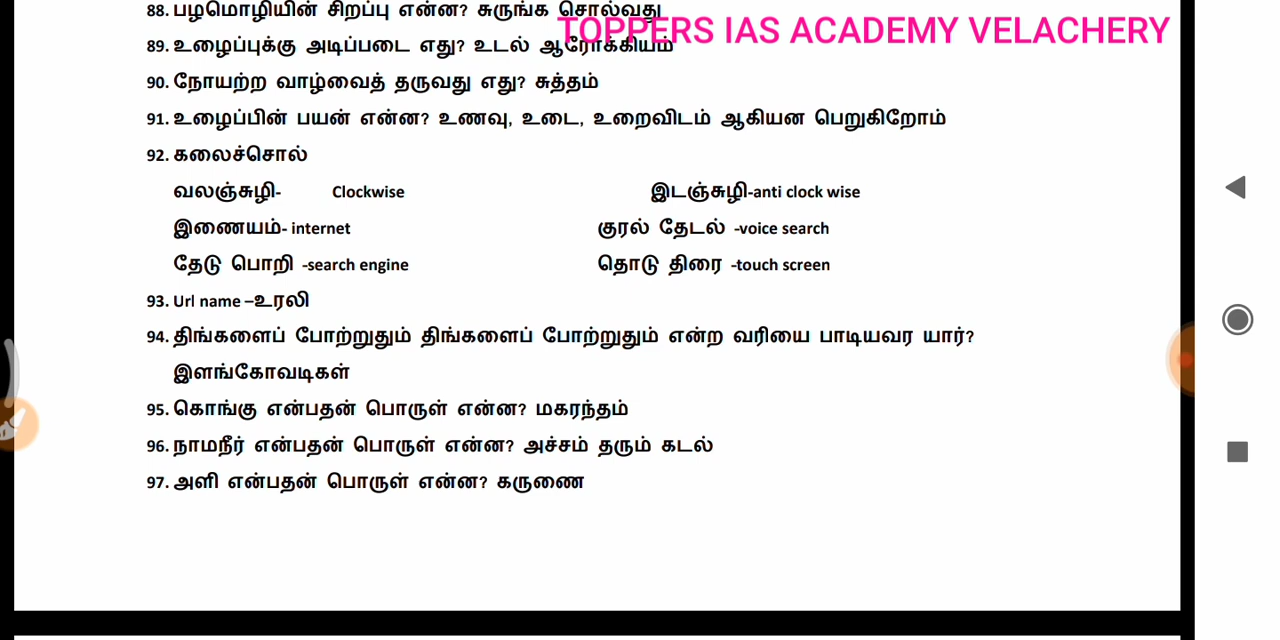 88. பழமொழியின் சிறப்பு என்ன? சுருங்க சொல்வது
TOPPERS IAS ACADEMY VELACHERY
89. உழைப்புக்கு அடிப்படை எது? உடல் ஆரோக்கியம்
90. நோயற்ற வாழ்வைத் தருவது எது? சுத்தம்
91. உழைப்பின் பயன் என்ன? உணவு, உடை, உறைவிடம் ஆகியன பெறுகிறோம்
92. கலைச்சொல்
வலஞ்சுழி- Clockwise இடஞ்சுழி-anti clock wise
இணையம்- internet குரல் தேடல் -voice search
தேடு பொறி -search engine தொடு திரை -touch screen
93. Url name –உரலி
94. திங்களைப் போற்றுதும் திங்களைப் போற்றுதும் என்ற வரியை பாடியவர யார்?
இளங்கோவடிகள்
95. கொங்கு என்பதன் பொருள் என்ன? மகரந்தம்
96. நாமநீர் என்பதன் பொருள் என்ன? அச்சம் தரும் கடல்
97. அளி என்பதன் பொருள் என்ன? கருணை